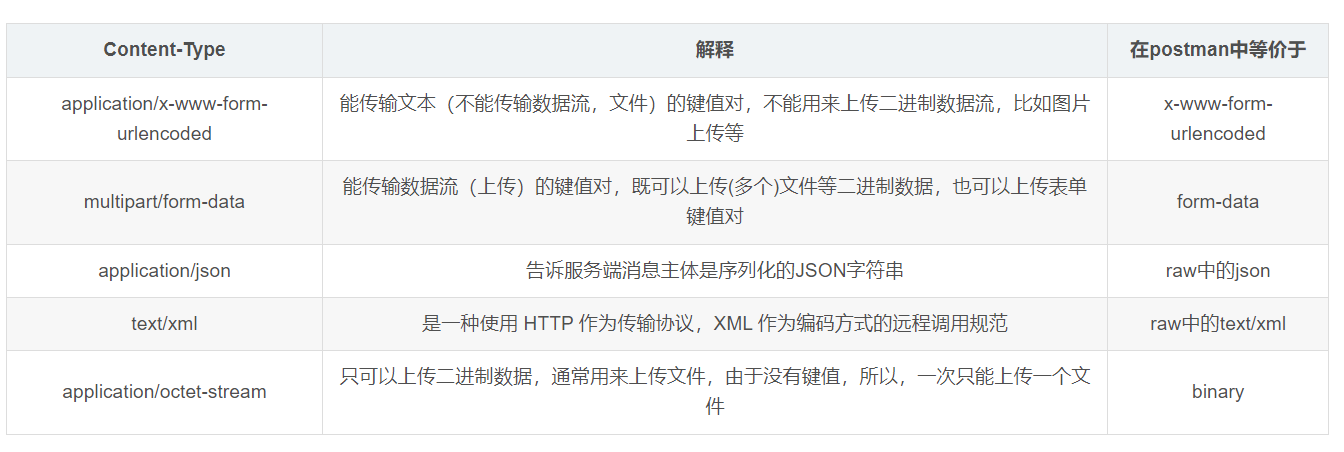 Content-Type 解释 在postman中等价于
application/x-www-form-
urlencoded
能传输文本（不能传输数据流，文件）的键值对，不能用来上传二进制数据流，比如图片
上传等
x-www-form-
urlencoded
multipart/form-data
能传输数据流（上传）的键值对，既可以上传(多个)文件等二进制数据，也可以上传表单
键值对
form-data
application/json 告诉服务端消息主体是序列化的JSON字符串 raw中的json
text/xml 是一种使用 HTTP 作为传输协议，XML 作为编码方式的远程调用规范 raw中的text/xml
application/octet-stream
只可以上传二进制数据，通常用来上传文件，由于没有键值，所以，一次只能上传一个文
件
binary